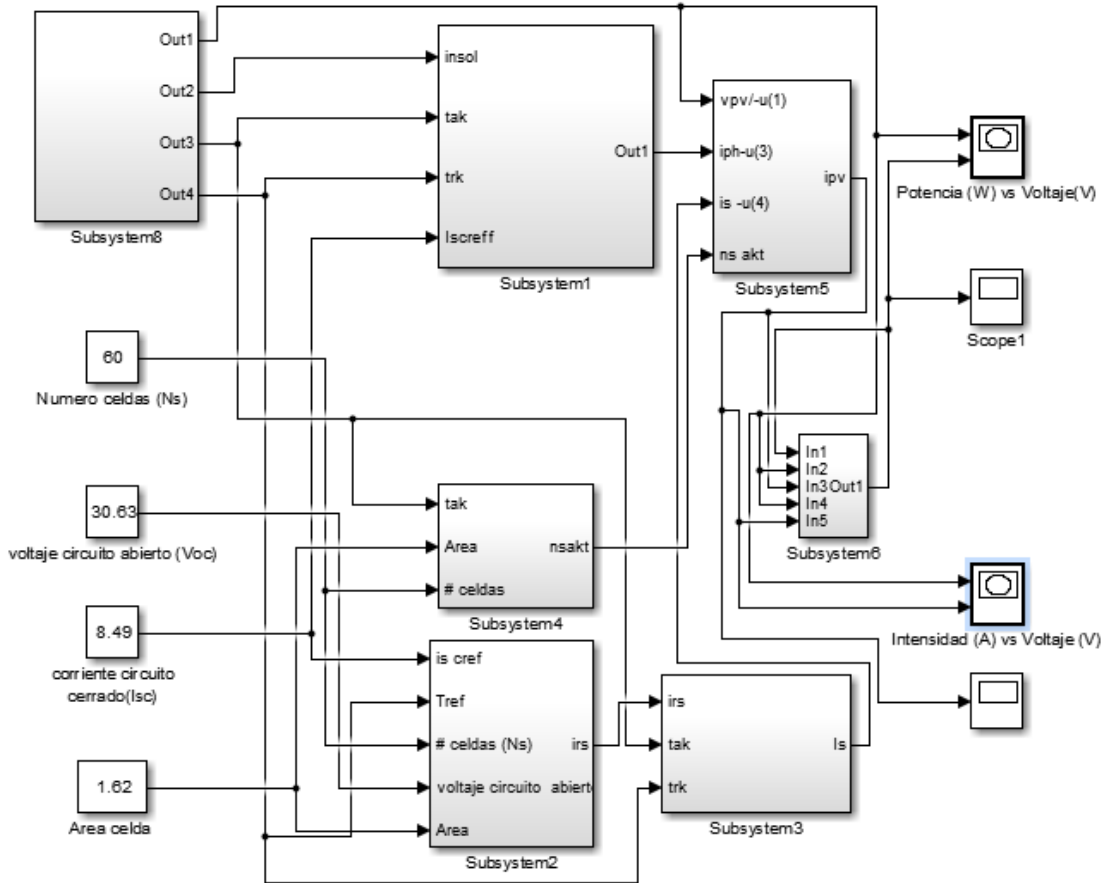 Out1
Out2
Out3
Out4
Subsystem8
insol
tak
trk
Iscreff
Out1
Subsystem1
vpv/-u(1)
iph-u(3)
is -u(4)
ns akt
ipv
Subsystem5
Potencia (W) vs Voltaje(V)
Scope1
60
Numero celdas (Ns)
30.63
voltaje circuito abierto (Voc)
8.49
corriente circuito
cerrado(Isc)
1.62
Area celda
tak
Area
# celdas
nsakt
Subsystem4
In1
In2
In3
In4
In5
Out1
Subsystem6
Intensidad (A) vs Voltaje (V)
is cref
Tref
# celdas (Ns)
voltaje circuito abierto
Area
irs
Subsystem2
irs
tak
trk
Is
Subsystem3